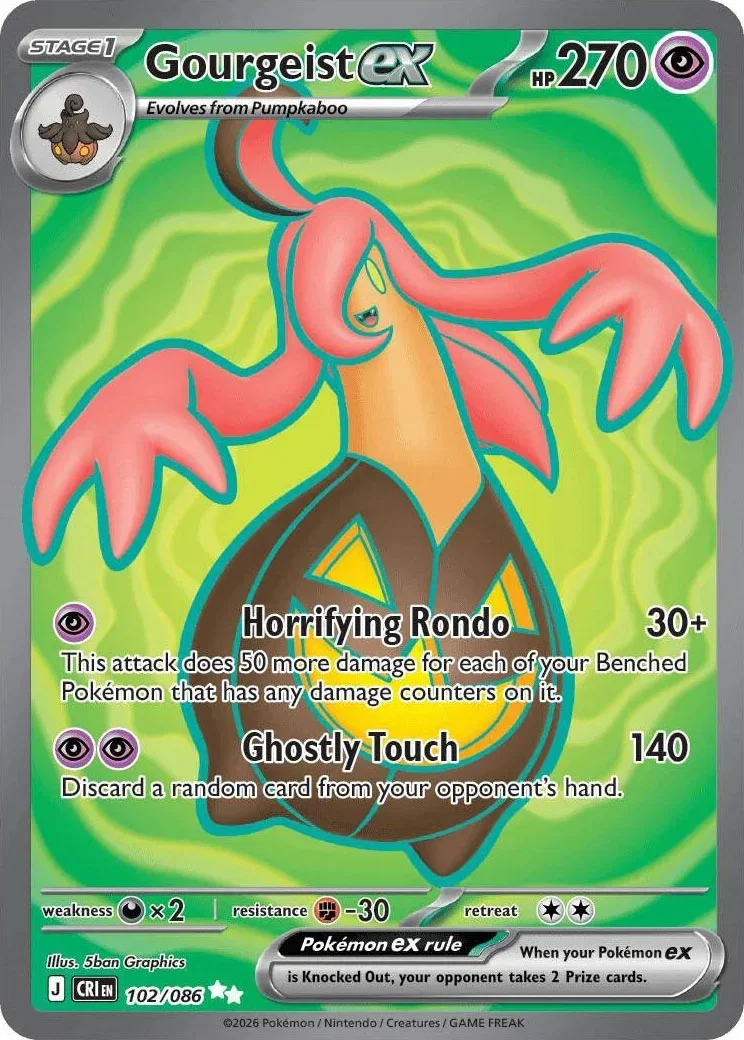 STAGE 1
Gourgeist ex
HP 270
Evolves from Pumpkaboo
Horrifying Rondo 30+
This attack does 50 more damage for each of your Benched
Pokémon that has any damage counters on it.
Ghostly Touch 140
Discard a random card from your opponent's hand.
weakness ×2 resistance -30 retreat
Pokémon ex rule
When your Pokémon ex
is Knocked Out, your opponent takes 2 Prize cards.
Illus. 5ban Graphics
J CRI EN 102/086
©2026 Pokémon / Nintendo / Creatures / GAME FREAK